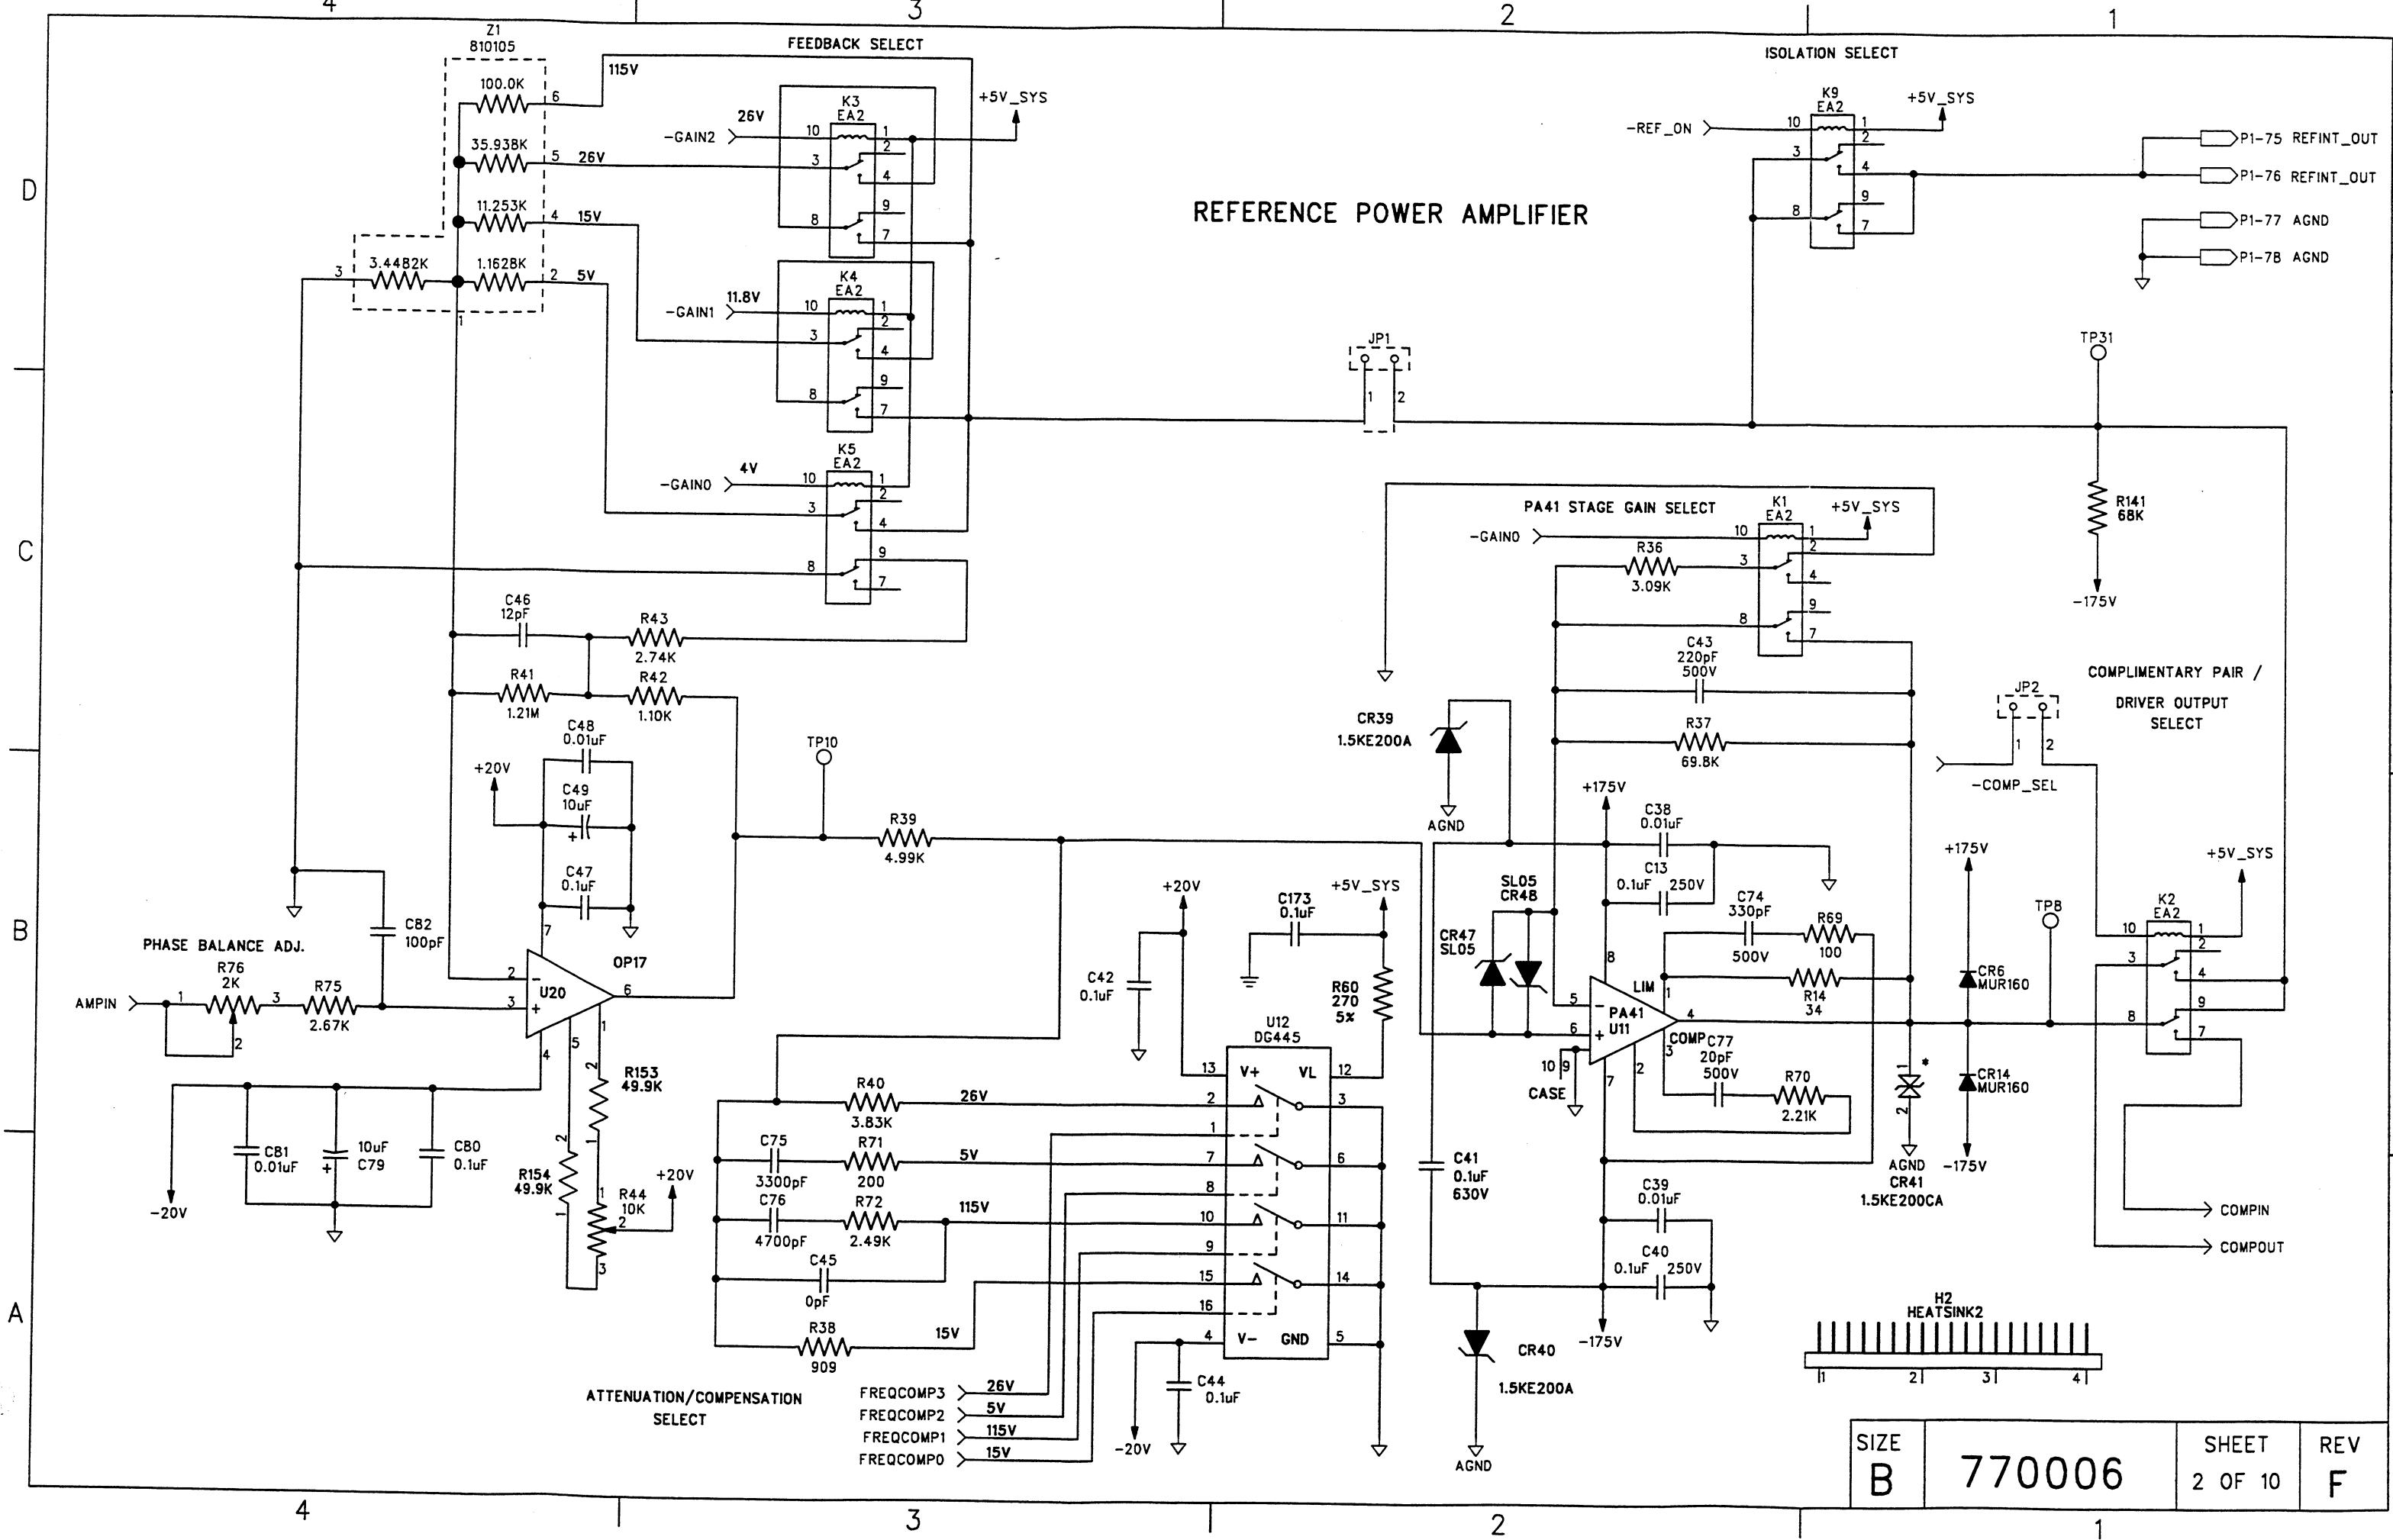 4
3
2
1
D
C
B
A
Z1
810105
100.0K
6
115V
35.938K
5
26V
11.253K
4
15V
3
3.4482K
1.1628K
2
5V
1
FEEDBACK SELECT
K3
EA2
26V
-GAIN2
10
1
2
3
4
9
8
7
+5V_SYS
K4
EA2
11.8V
-GAIN1
10
1
2
3
4
9
8
7
K5
EA2
4V
-GAIN0
10
1
2
3
4
9
8
7
REFERENCE POWER AMPLIFIER
ISOLATION SELECT
K9
EA2
-REF_ON
10
1
2
3
4
9
8
7
+5V_SYS
P1-75 REFINT_OUT
P1-76 REFINT_OUT
P1-77 AGND
P1-78 AGND
JP1
1
2
TP31
R141
68K
-175V
PA41 STAGE GAIN SELECT
K1
EA2
+5V_SYS
-GAIN0
10
1
2
3
4
9
8
7
R36
3.09K
C43
220pF
500V
R37
69.8K
C46
12pF
R43
2.74K
R41
1.21M
R42
1.10K
C48
0.01uF
+20V
C49
10uF
+
C47
0.1uF
TP10
R39
4.99K
CR39
1.5KE200A
AGND
COMPLIMENTARY PAIR /
DRIVER OUTPUT
SELECT
JP2
1
2
-COMP_SEL
+175V
C38
0.01uF
C13
0.1uF 250V
C74
330pF
500V
R69
100
R14
34
SL05
CR48
CR47
SL05
LIM
PA41
U11
COMP
5
6
8
1
4
3
2
7
10
9
CASE
C77
20pF
500V
R70
2.21K
+175V
CR6
MUR160
TP8
CR14
MUR160
-175V
*
1
2
AGND
CR41
1.5KE200CA
K2
EA2
+5V_SYS
10
1
2
3
4
9
8
7
COMPIN
COMPOUT
PHASE BALANCE ADJ.
R76
2K
AMPIN
1
3
2
R75
2.67K
C82
100pF
OP17
U20
2
3
7
6
4
5
1
R153
49.9K
2
1
R154
49.9K
2
1
R44
10K
1
2
3
+20V
C81
0.01uF
10uF
C79
+
C80
0.1uF
-20V
+20V
C42
0.1uF
C173
0.1uF
+5V_SYS
R60
270
5%
U12
DG445
13
V+
VL
12
2
3
1
7
6
8
10
11
9
15
14
16
4
V-
GND
5
R40
3.83K
26V
C75
3300pF
R71
200
5V
C76
4700pF
R72
2.49K
115V
C45
0pF
R38
909
15V
C44
0.1uF
-20V
ATTENUATION/COMPENSATION
SELECT
FREQCOMP3
26V
FREQCOMP2
5V
FREQCOMP1
115V
FREQCOMP0
15V
C41
0.1uF
630V
C39
0.01uF
C40
0.1uF 250V
-175V
CR40
1.5KE200A
AGND
H2
HEATSINK2
1
2
3
4
SIZE
B
770006
SHEET
2 OF 10
REV
F
4
3
2
1